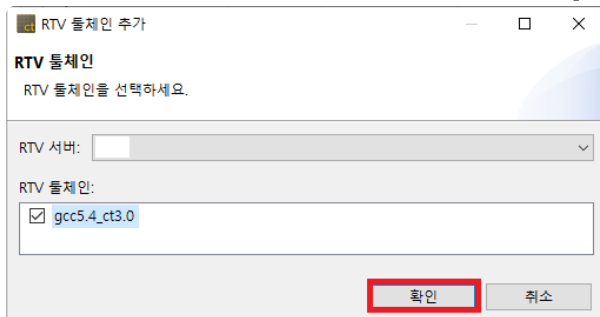 ct RTV 툴체인 추가
RTV 툴체인
RTV 툴체인을 선택하세요.
RTV 서버:
RTV 툴체인:
gcc5.4_ct3.0
확인 취소